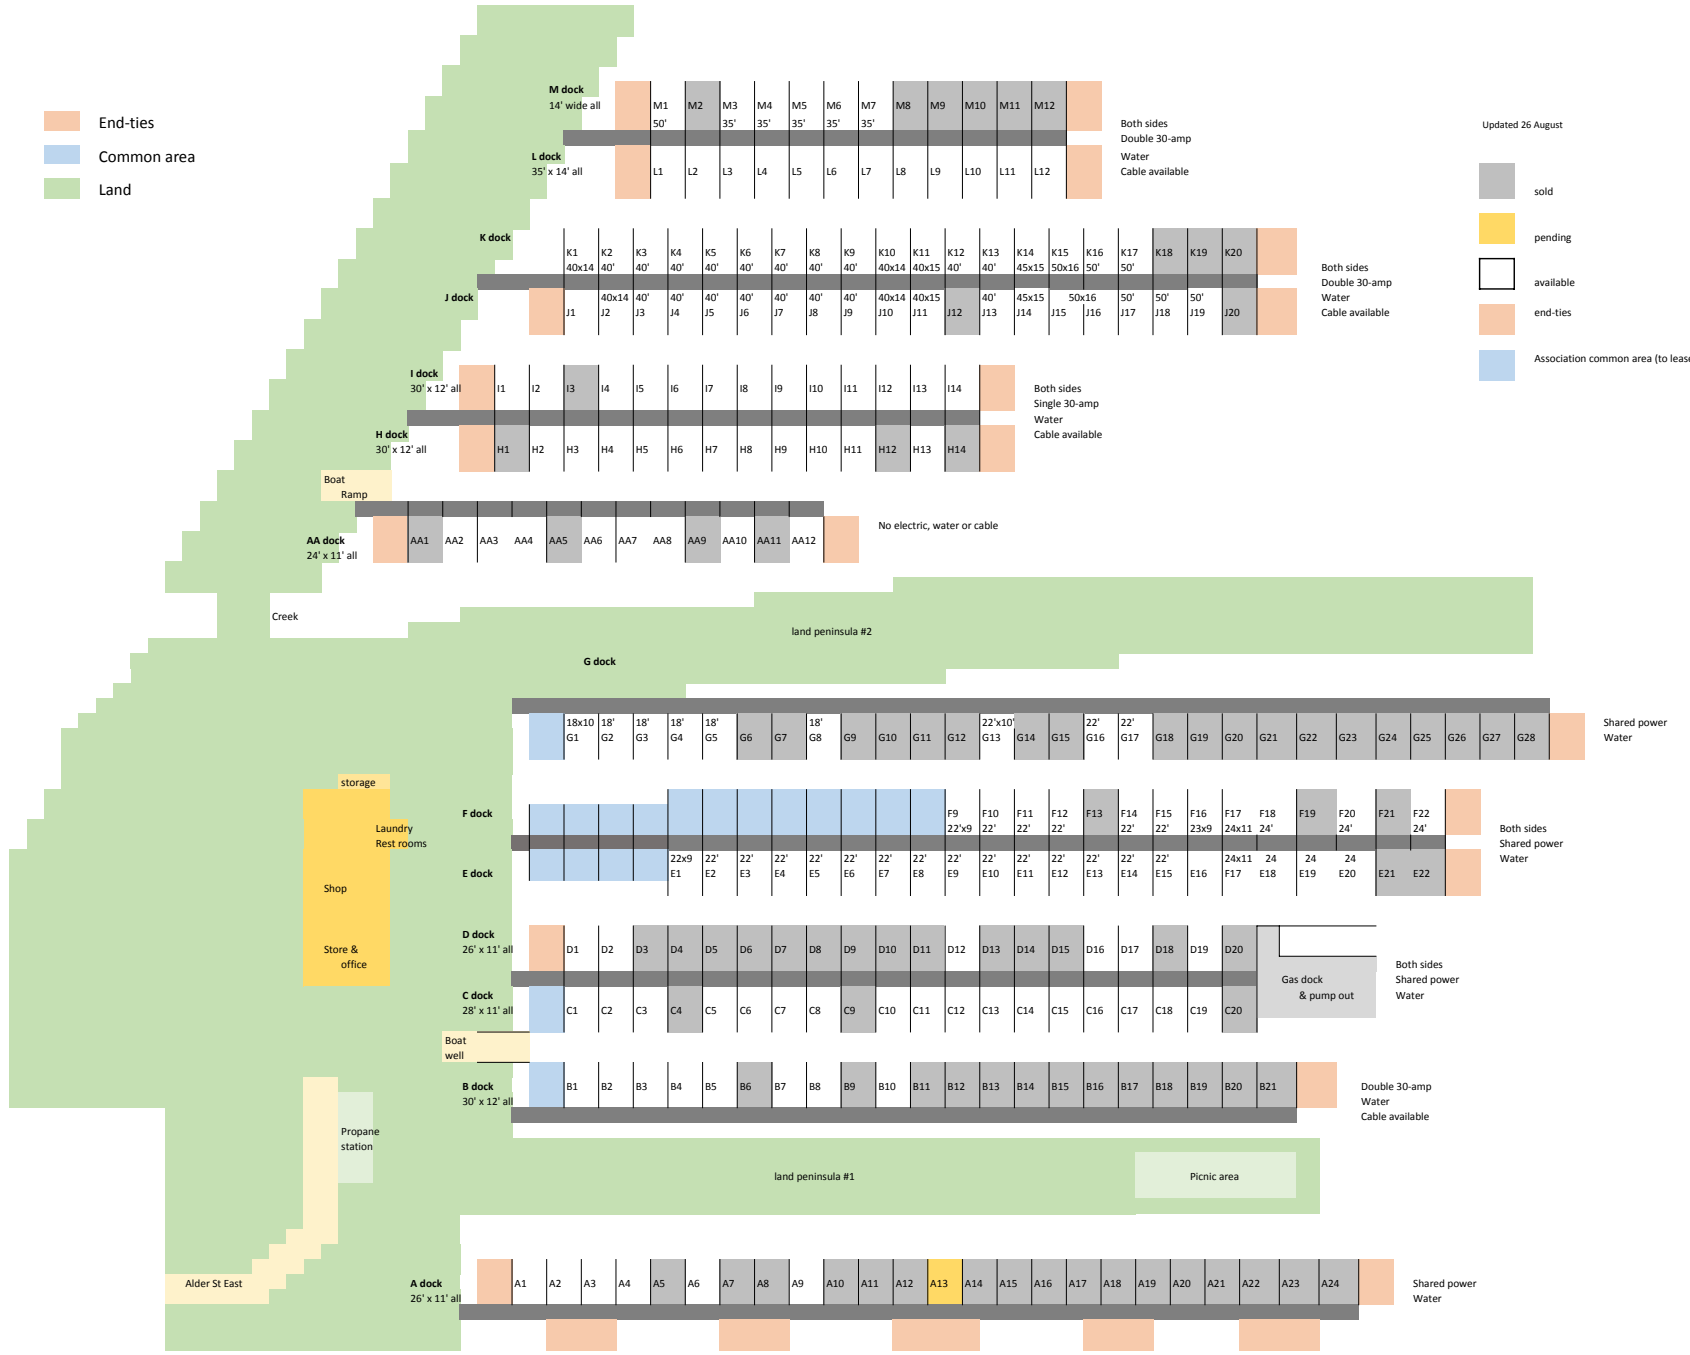 End-ties
Common area
Land
M dock
14' wide all
M1 M2 M3 M4 M5 M6 M7 M8 M9 M10 M11 M12
50' 35' 35' 35' 35' 35'
Both sides
Double 30-amp
Water
Cable available
L dock
35' x 14' all
L1 L2 L3 L4 L5 L6 L7 L8 L9 L10 L11 L12
Updated 26 August
sold
pending
available
end-ties
Association common area (to lease
K dock
K1 K2 K3 K4 K5 K6 K7 K8 K9 K10 K11 K12 K13 K14 K15 K16 K17 K18 K19 K20
40x14 40' 40' 40' 40' 40' 40' 40' 40' 40x14 40x15 40' 40' 45x15 50x16 50' 50'
Both sides
Double 30-amp
Water
Cable available
J dock
40x14 40' 40' 40' 40' 40' 40' 40' 40x14 40x15 40' 45x15 50x16 50' 50' 50'
J1 J2 J3 J4 J5 J6 J7 J8 J9 J10 J11 J12 J13 J14 J15 J16 J17 J18 J19 J20
I dock
30' x 12' all
I1 I2 I3 I4 I5 I6 I7 I8 I9 I10 I11 I12 I13 I14
Both sides
Single 30-amp
Water
Cable available
H dock
30' x 12' all
H1 H2 H3 H4 H5 H6 H7 H8 H9 H10 H11 H12 H13 H14
Boat
Ramp
AA dock
24' x 11' all
AA1 AA2 AA3 AA4 AA5 AA6 AA7 AA8 AA9 AA10 AA11 AA12
No electric, water or cable
Creek
land peninsula #2
G dock
18x10 18' 18' 18' 18' 18' 22'x10' 22' 22'
G1 G2 G3 G4 G5 G6 G7 G8 G9 G10 G11 G12 G13 G14 G15 G16 G17 G18 G19 G20 G21 G22 G23 G24 G25 G26 G27 G28
Shared power
Water
storage
Laundry
Rest rooms
Shop
Store &
office
F dock
F9 F10 F11 F12 F13 F14 F15 F16 F17 F18 F19 F20 F21 F22
22'x9 22' 22' 22' 22' 22' 23x9 24x11 24' 24' 24'
Both sides
Shared power
Water
E dock
22x9 22' 22' 22' 22' 22' 22' 22' 22' 22' 22' 22' 22' 22' 22' 24x11 24 24 24
E1 E2 E3 E4 E5 E6 E7 E8 E9 E10 E11 E12 E13 E14 E15 E16 F17 E18 E19 E20 E21 E22
D dock
26' x 11' all
D1 D2 D3 D4 D5 D6 D7 D8 D9 D10 D11 D12 D13 D14 D15 D16 D17 D18 D19 D20
Gas dock
& pump out
Both sides
Shared power
Water
C dock
28' x 11' all
C1 C2 C3 C4 C5 C6 C7 C8 C9 C10 C11 C12 C13 C14 C15 C16 C17 C18 C19 C20
Boat
well
B dock
30' x 12' all
B1 B2 B3 B4 B5 B6 B7 B8 B9 B10 B11 B12 B13 B14 B15 B16 B17 B18 B19 B20 B21
Double 30-amp
Water
Cable available
Propane
station
land peninsula #1
Picnic area
Alder St East
A dock
26' x 11' all
A1 A2 A3 A4 A5 A6 A7 A8 A9 A10 A11 A12 A13 A14 A15 A16 A17 A18 A19 A20 A21 A22 A23 A24
Shared power
Water